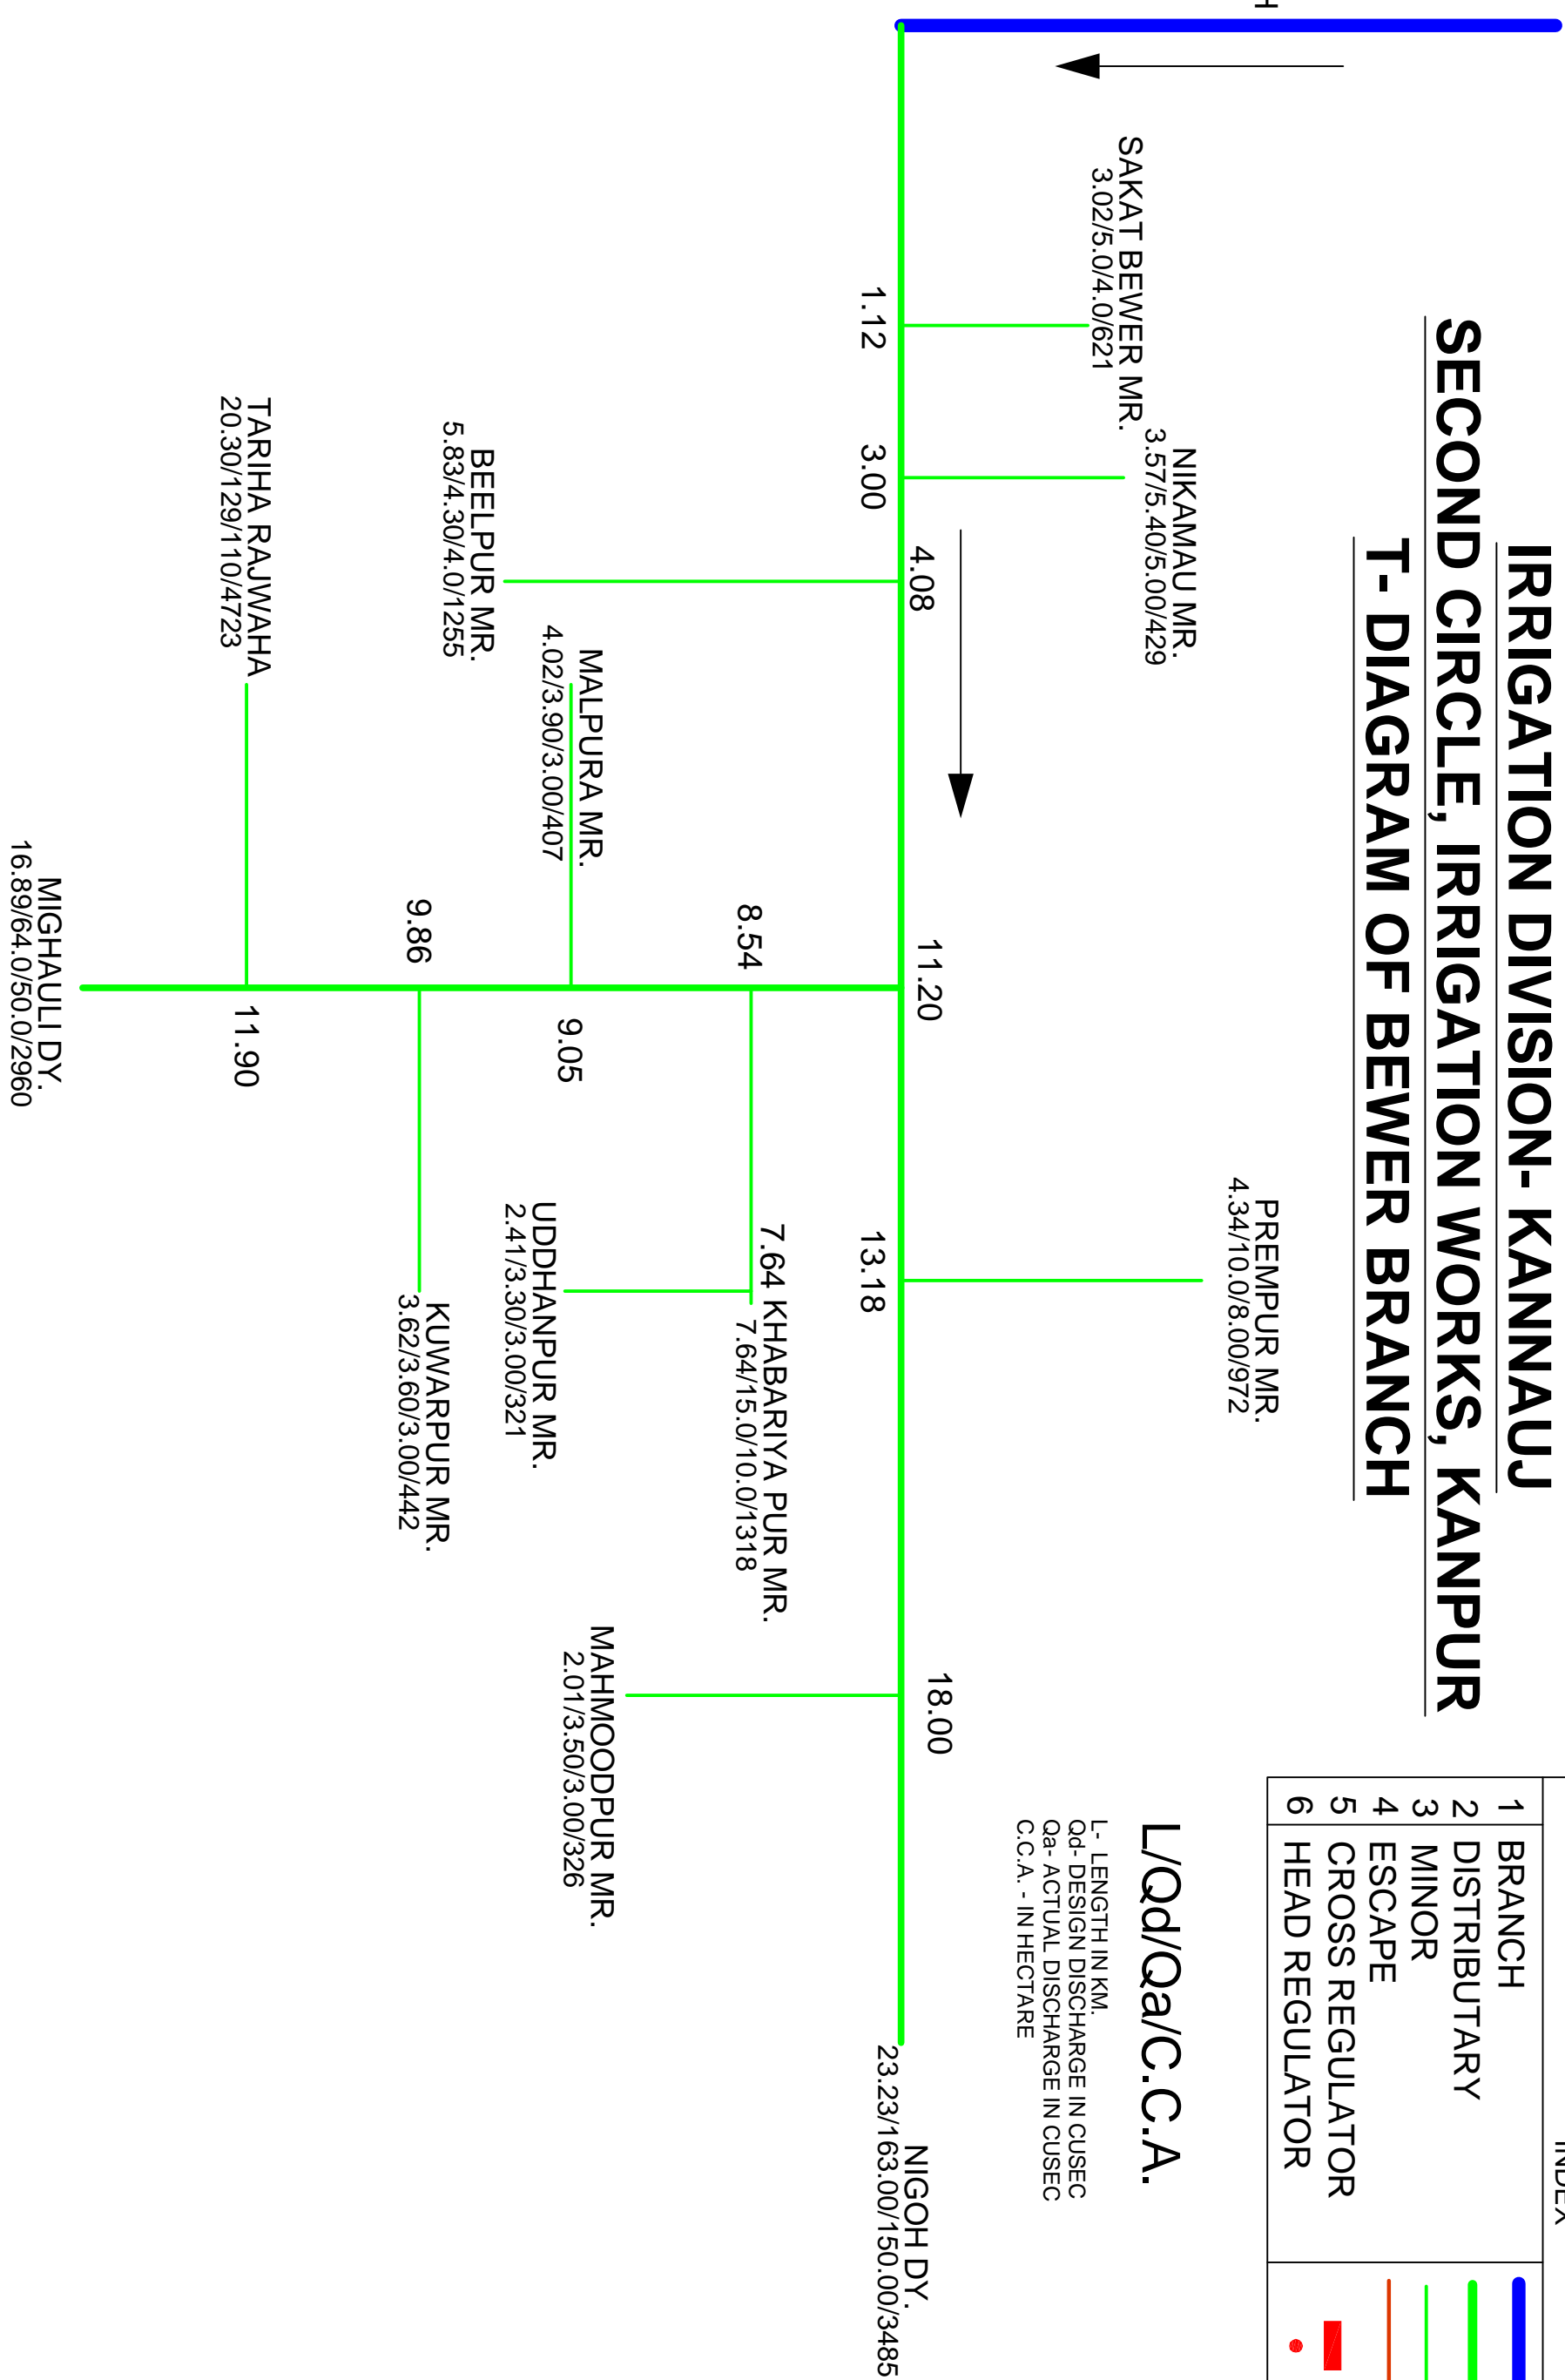 IRRIGATION DIVISION- KANNAUJ
SECOND CIRCLE, IRRIGATION WORKS, KANPUR
T- DIAGRAM OF BEWER BRANCH
INDEX
1 BRANCH
2 DISTRIBUTARY
3 MINOR
4 ESCAPE
5 CROSS REGULATOR
6 HEAD REGULATOR
L/Qd/Qa/C.C.A.
L- LENGTH IN KM.
Qd- DESIGN DISCHARGE IN CUSEC
Qa- ACTUAL DISCHARGE IN CUSEC
C.C.A. - IN HECTARE
H
SAKAT BEWER MR.
3.02/5.0/4.0/621
NIKAMAU MR.
3.57/5.40/5.00/429
PREMPUR MR.
4.34/10.0/8.00/972
1.12
3.00
4.08
11.20
13.18
18.00
NIGOH DY.
23.23/163.00/150.00/3485
BEELPUR MR.
5.83/4.30/4.0/1255
MALPURA MR.
4.02/3.90/3.00/407
8.54
7.64 KHABARIYA PUR MR.
7.64/15.0/10.0/1318
UDDHANPUR MR.
2.41/3.30/3.00/321
MAHMOODPUR MR.
2.01/3.50/3.00/326
9.05
9.86
KUWARPUR MR.
3.62/3.60/3.00/442
TARIHA RAJWAHA
20.30/129/110/4723
11.90
MIGHAULI DY.
16.89/64.0/50.0/2960